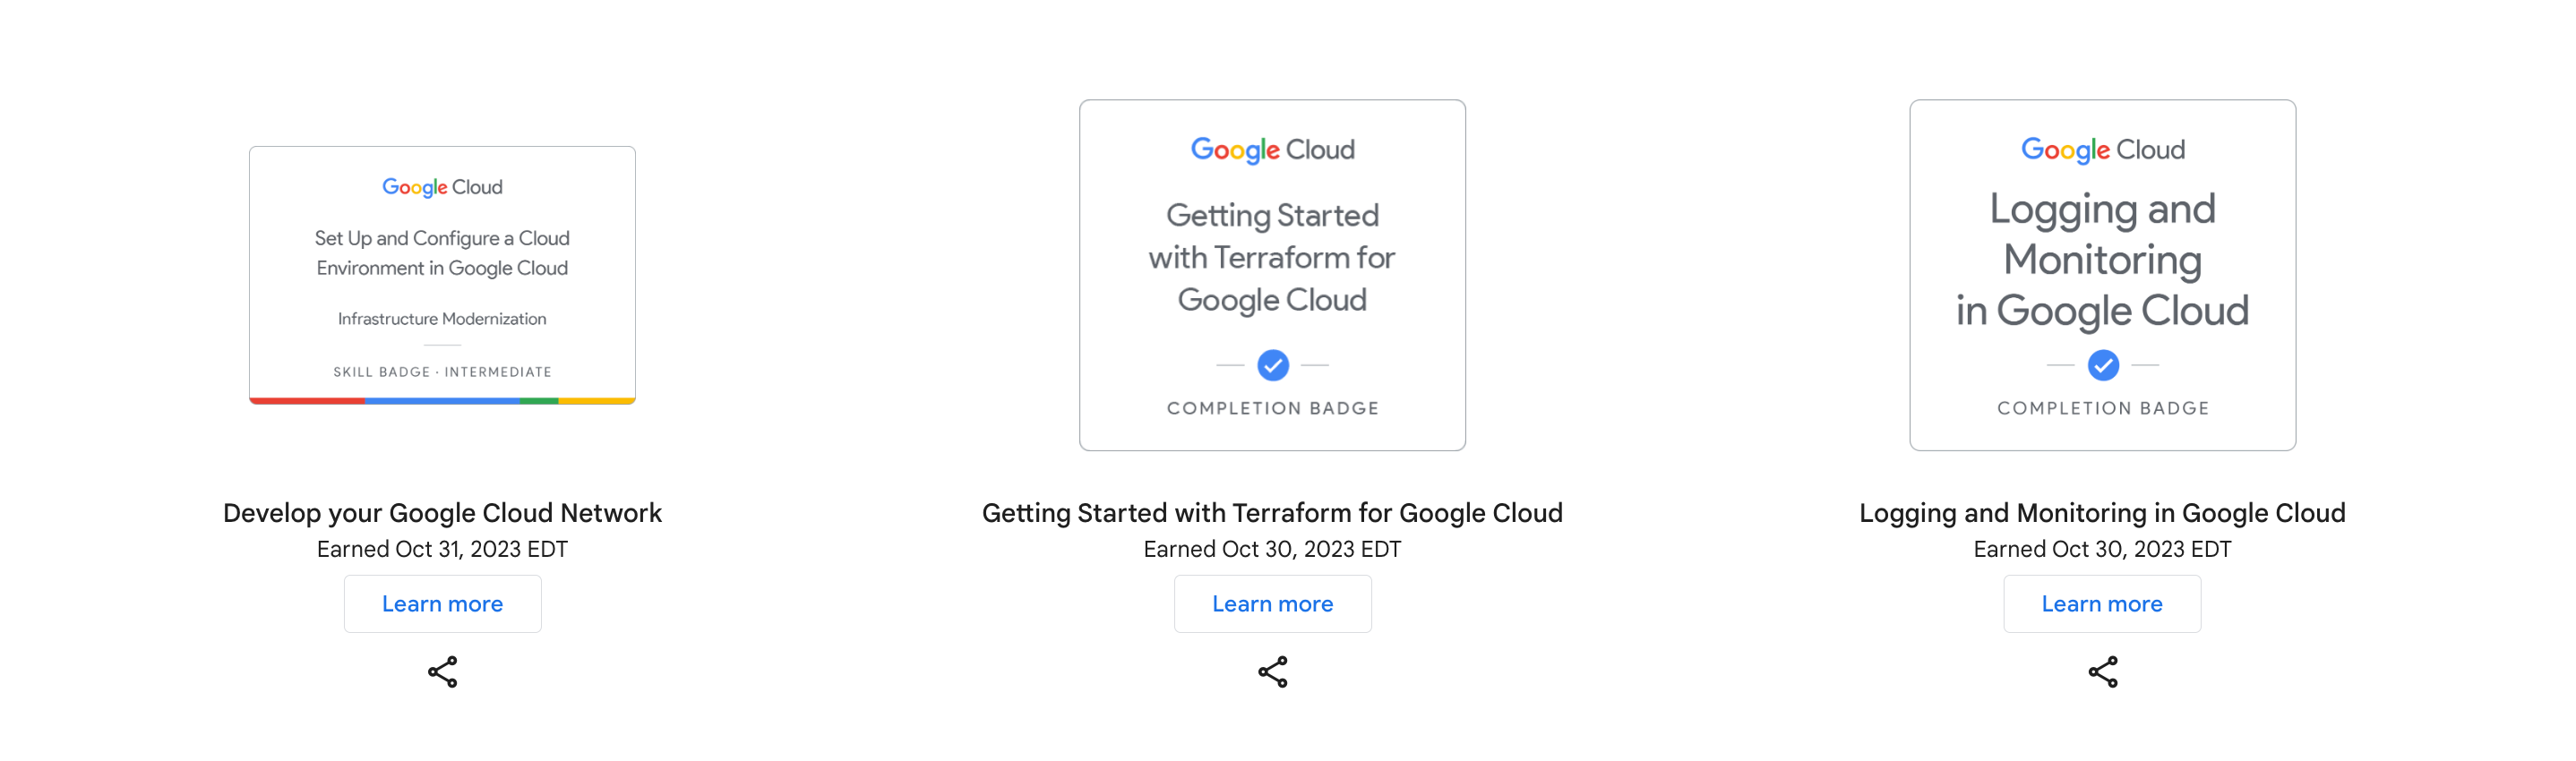 Google Cloud
Set Up and Configure a Cloud
Environment in Google Cloud
Infrastructure Modernization
SKILL BADGE · INTERMEDIATE
Develop your Google Cloud Network
Earned Oct 31, 2023 EDT
Learn more
Google Cloud
Getting Started
with Terraform for
Google Cloud
COMPLETION BADGE
Getting Started with Terraform for Google Cloud
Earned Oct 30, 2023 EDT
Learn more
Google Cloud
Logging and
Monitoring
in Google Cloud
COMPLETION BADGE
Logging and Monitoring in Google Cloud
Earned Oct 30, 2023 EDT
Learn more